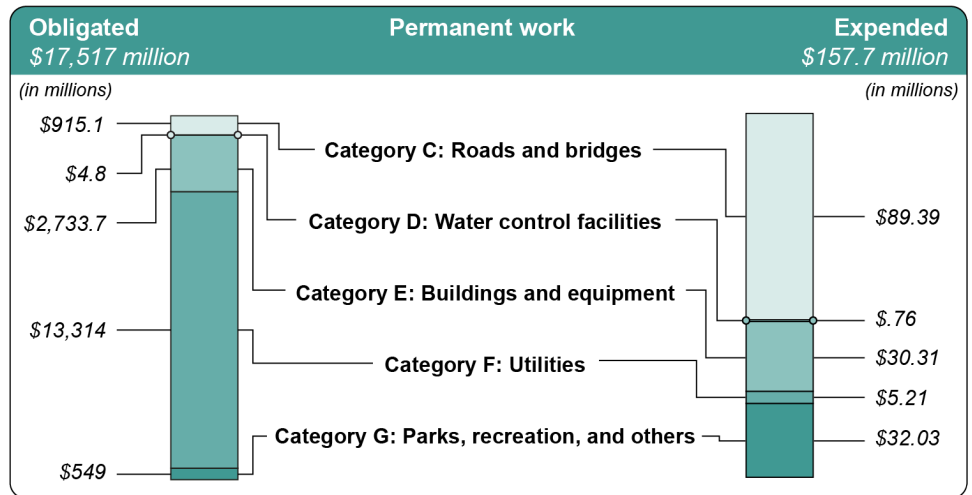 Obligated
$17,517 million
Permanent work
Expended
$157.7 million
(in millions)
(in millions)
$915.1
$4.8
$2,733.7
$13,314
$549
Category C: Roads and bridges
Category D: Water control facilities
Category E: Buildings and equipment
Category F: Utilities
Category G: Parks, recreation, and others
$89.39
$.76
$30.31
$5.21
$32.03